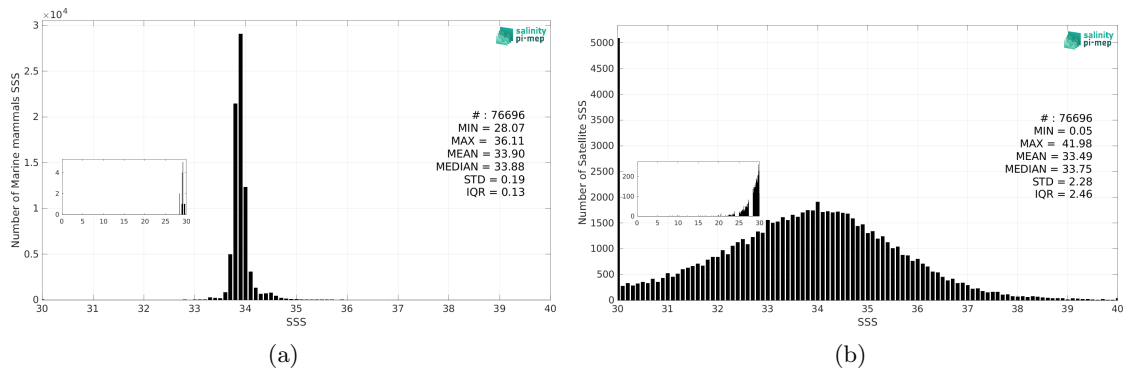 ×10⁴
3
2.5
2
1.5
1
0.5
0
30 31 32 33 34 35 36 37 38 39 40
SSS
Number of Marine mammals SSS
salinity
pi-mep
# : 76696
MIN = 28.07
MAX = 36.11
MEAN = 33.90
MEDIAN = 33.88
STD = 0.19
IQR = 0.13
4
2
0
0 5 10 15 20 25 30
(a)
5000
4500
4000
3500
3000
2500
2000
1500
1000
500
0
30 31 32 33 34 35 36 37 38 39 40
SSS
Number of Satellite SSS
salinity
pi-mep
# : 76696
MIN = 0.05
MAX = 41.98
MEAN = 33.49
MEDIAN = 33.75
STD = 2.28
IQR = 2.46
200
100
0
0 5 10 15 20 25 30
(b)